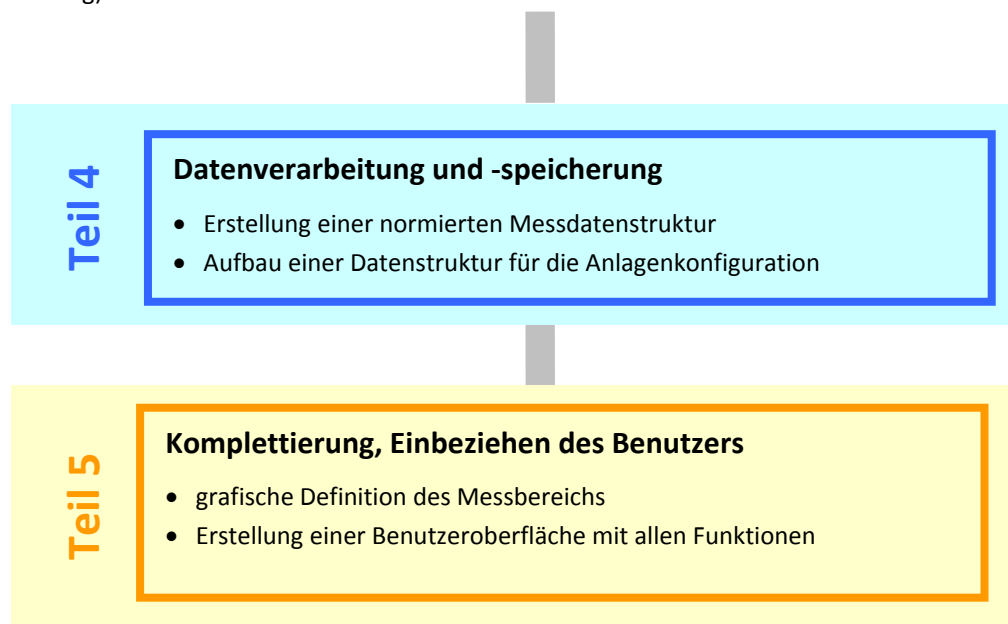 Teil 4
Datenverarbeitung und -speicherung
• Erstellung einer normierten Messdatenstruktur
• Aufbau einer Datenstruktur für die Anlagenkonfiguration
Teil 5
Komplettierung, Einbeziehen des Benutzers
• grafische Definition des Messbereichs
• Erstellung einer Benutzeroberfläche mit allen Funktionen